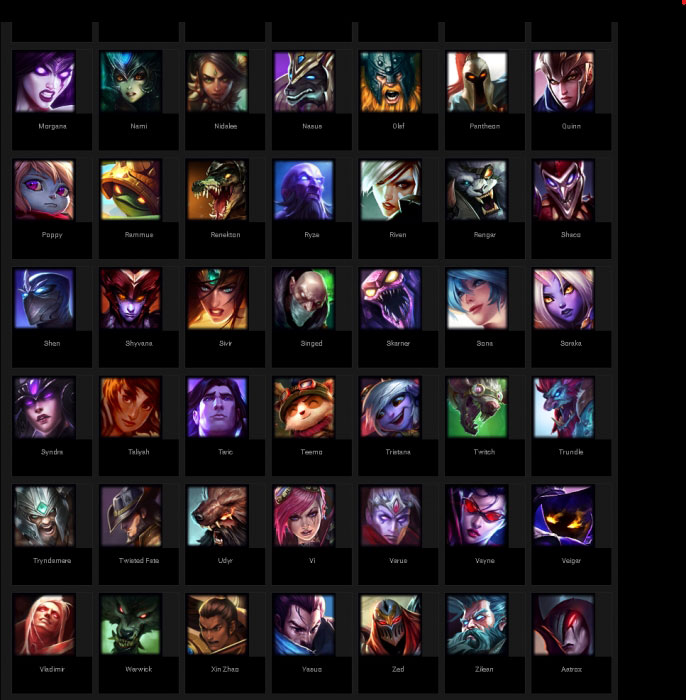 Morgana
Nami
Nidalee
Nasus
Olaf
Pantheon
Quinn
Poppy
Rammus
Renekton
Ryze
Riven
Rengar
Shaco
Shen
Shyvana
Sivir
Singed
Skarner
Sona
Soraka
Syndra
Taliyah
Taric
Teemo
Tristana
Twitch
Trundle
Tryndamere
Twisted Fate
Udyr
Vi
Varus
Vayne
Veigar
Vladimir
Warwick
Xin Zhao
Yasuo
Zed
Zilean
Aatrox